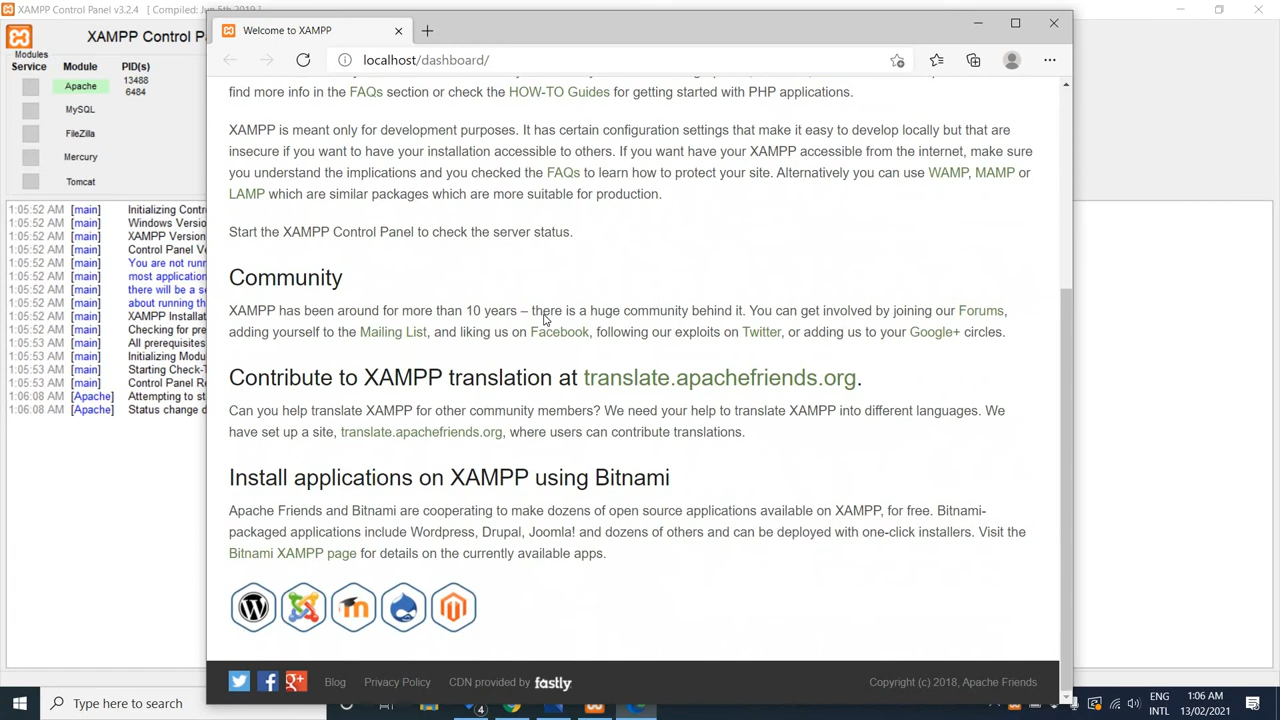 XAMPP Control Panel v3.2.4 [ Compiled: Jun 5th 2019 ]
XAMPP Control P
Modules
Service Module PID(s)
Apache 13488
6484
MySQL
FileZilla
Mercury
Tomcat
1:05:52 AM [main] Initializing Contr
1:05:52 AM [main] Windows Versio
1:05:52 AM [main] XAMPP Version
1:05:52 AM [main] Control Panel Ve
1:05:52 AM [main] You are not runn
1:05:52 AM [main] most application
1:05:52 AM [main] there will be a se
1:05:52 AM [main] about running thi
1:05:52 AM [main] XAMPP Installat
1:05:52 AM [main] Checking for pre
1:05:53 AM [main] All prerequisites
1:05:53 AM [main] Initializing Modu
1:05:53 AM [main] Starting Check-T
1:05:53 AM [main] Control Panel Re
1:06:08 AM [Apache] Attempting to st
1:06:08 AM [Apache] Status change d
Welcome to XAMPP
localhost/dashboard/
find more info in the FAQs section or check the HOW-TO Guides for getting started with PHP applications.
XAMPP is meant only for development purposes. It has certain configuration settings that make it easy to develop locally but that are
insecure if you want to have your installation accessible to others. If you want have your XAMPP accessible from the internet, make sure
you understand the implications and you checked the FAQs to learn how to protect your site. Alternatively you can use WAMP, MAMP or
LAMP which are similar packages which are more suitable for production.
Start the XAMPP Control Panel to check the server status.
Community
XAMPP has been around for more than 10 years – there is a huge community behind it. You can get involved by joining our Forums,
adding yourself to the Mailing List, and liking us on Facebook, following our exploits on Twitter, or adding us to your Google+ circles.
Contribute to XAMPP translation at translate.apachefriends.org.
Can you help translate XAMPP for other community members? We need your help to translate XAMPP into different languages. We
have set up a site, translate.apachefriends.org, where users can contribute translations.
Install applications on XAMPP using Bitnami
Apache Friends and Bitnami are cooperating to make dozens of open source applications available on XAMPP, for free. Bitnami-
packaged applications include Wordpress, Drupal, Joomla! and dozens of others and can be deployed with one-click installers. Visit the
Bitnami XAMPP page for details on the currently available apps.
Blog Privacy Policy CDN provided by fastly Copyright (c) 2018, Apache Friends
Type here to search
4
ENG
INTL
1:06 AM
13/02/2021